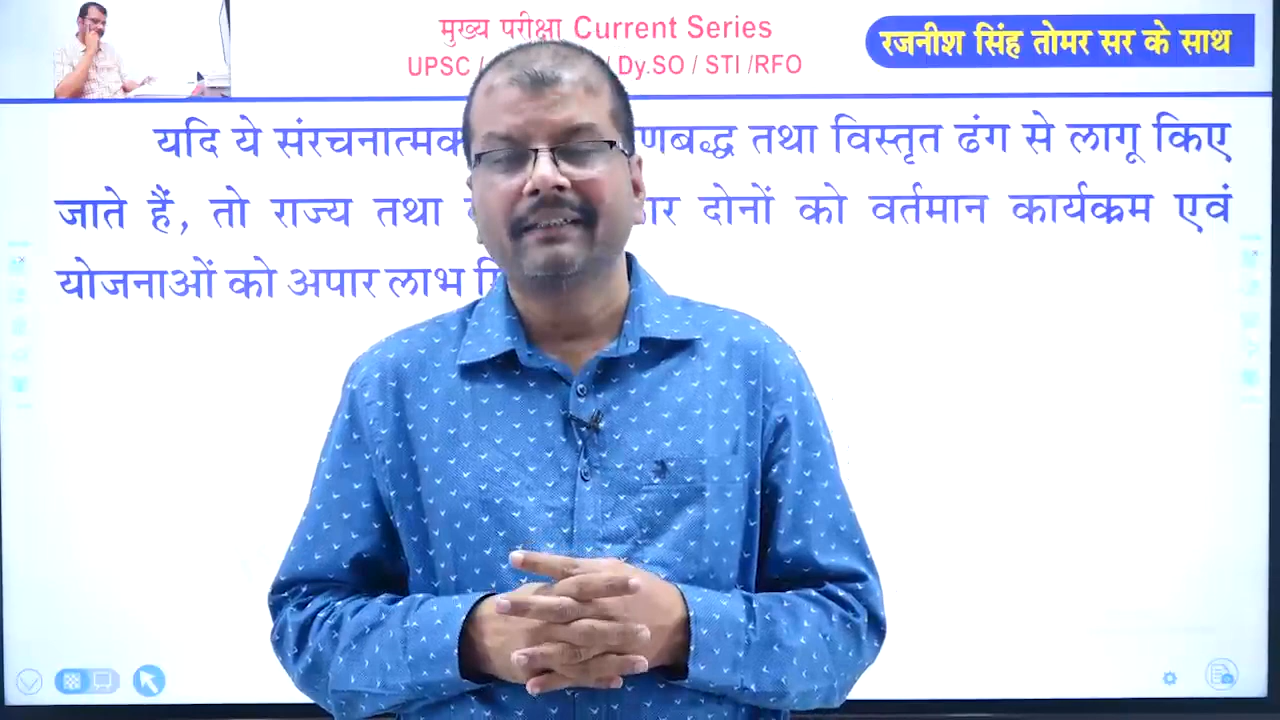 मुख्य परीक्षा Current Series
UPSC / Dy.SO / STI /RFO
रजनीश सिंह तोमर सर के साथ
यदि ये संरचनात्मक तथा विस्तृत ढंग से लागू किए
जाते हैं, तो राज्य तथा दोनों को वर्तमान कार्यक्रम एवं
योजनाओं को अपार लाभ